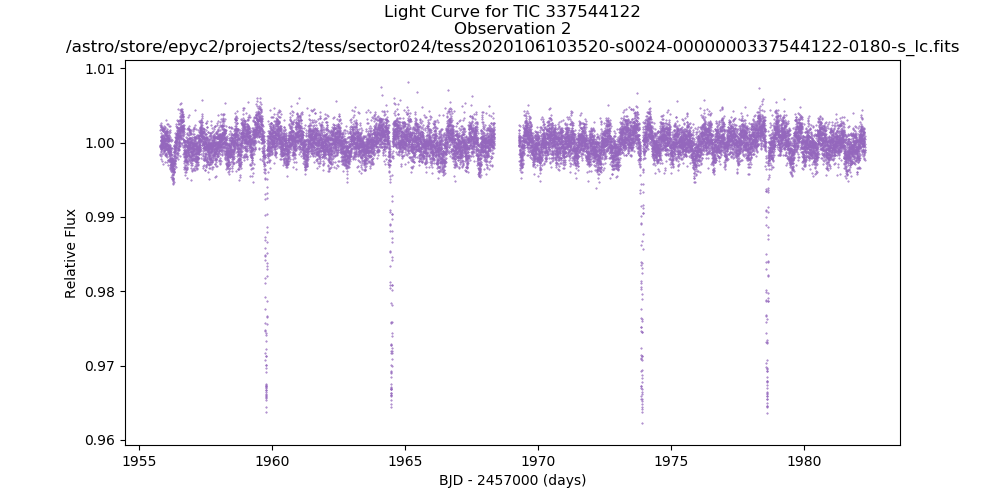 Light Curve for TIC 337544122
Observation 2
/astro/store/epyc2/projects2/tess/sector024/tess2020106103520-s0024-0000000337544122-0180-s_lc.fits
1.01
1.00
0.99
0.98
0.97
0.96
Relative Flux
1955
1960
1965
1970
1975
1980
BJD - 2457000 (days)